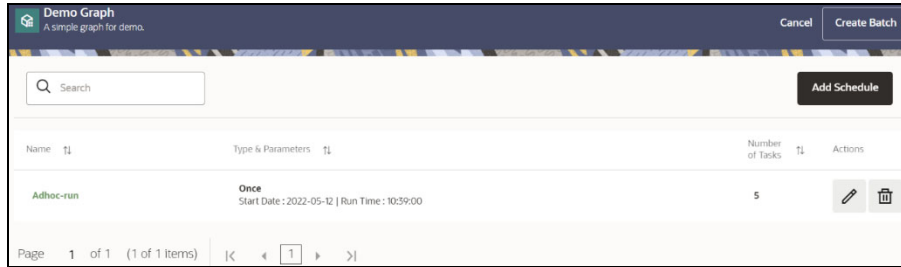 Demo Graph
A simple graph for demo.
Cancel
Create Batch
Search
Add Schedule
Name
Type & Parameters
Number
of Tasks
Actions
Adhoc-run
Once
Start Date : 2022-05-12 | Run Time : 10:39:00
5
Page 1 of 1 (1 of 1 items) 1